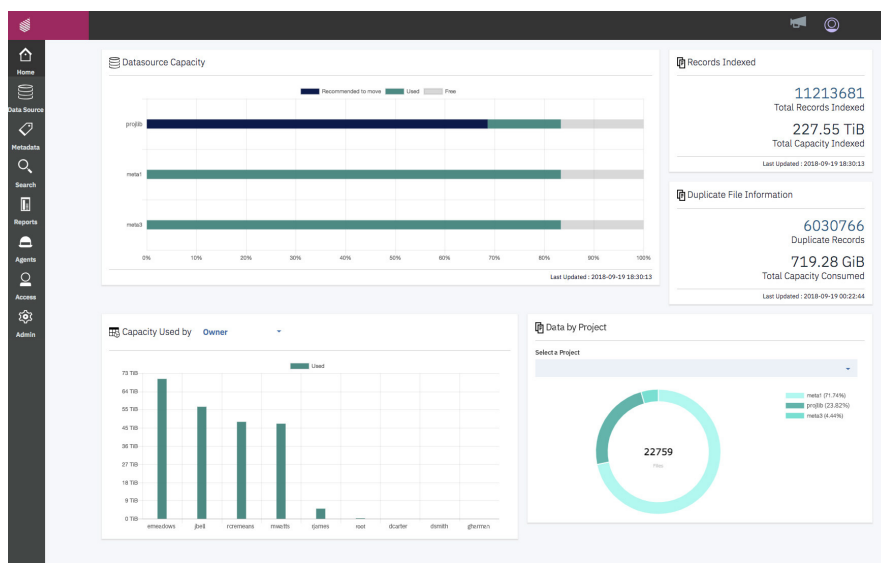 Home
Data Source
Metadata
Search
Reports
Agents
Access
Admin
Datasource Capacity
Recommended to move Used Free
projlib
meta1
meta3
0% 10% 20% 30% 40% 50% 60% 70% 80% 90% 100%
Last Updated : 2018-09-19 18:30:13
Records Indexed
11213681
Total Records Indexed
227.55 TiB
Total Capacity Indexed
Last Updated : 2018-09-19 18:30:13
Duplicate File Information
6030766
Duplicate Records
719.28 GiB
Total Capacity Consumed
Last Updated : 2018-09-19 00:22:44
Capacity Used by Owner
Used
73 TiB
64 TiB
55 TiB
45 TiB
36 TiB
27 TiB
18 TiB
9 TiB
0 TiB
emeadows jbell rcremeans mwatts rjames root dcarter dsmith gharman
Data by Project
Select a Project
meta1 (71.74%)
projlib (23.82%)
meta3 (4.44%)
22759
Files